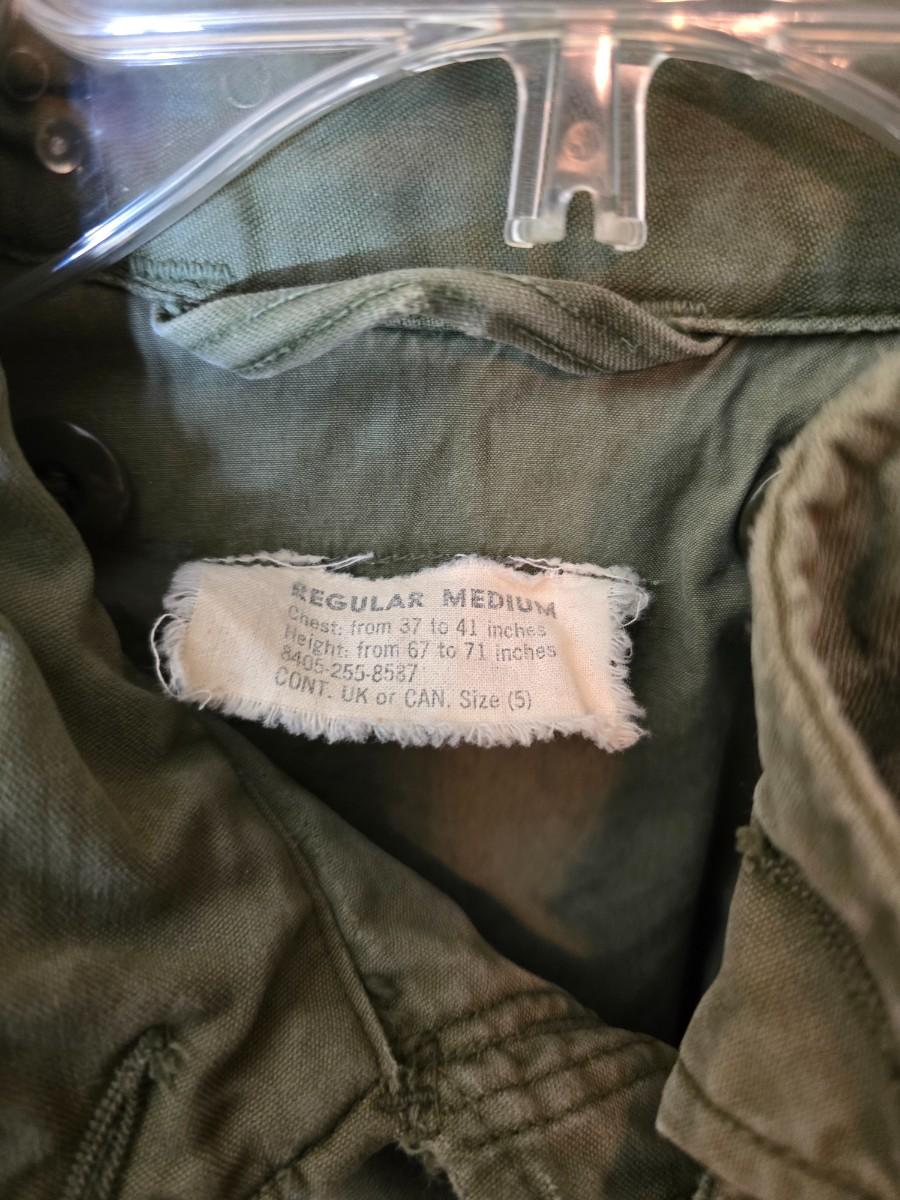 REGULAR MEDIUM
Chest: from 37 to 41 inches
Height: from 67 to 71 inches
8405-255-8587
CONT. UK or CAN. Size (5)